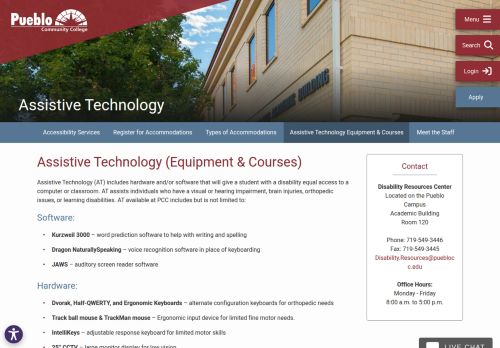 Pueblo
Community College
Menu
Search
Login
Apply
ACADEMIC BUILDING
Assistive Technology
Accessibility Services
Register for Accommodations
Types of Accommodations
Assistive Technology Equipment & Courses
Meet the Staff
Assistive Technology (Equipment & Courses)
Assistive Technology (AT) includes hardware and/or software that will give a student with a disability equal access to a
computer or classroom. AT assists individuals who have a visual or hearing impairment, brain injuries, orthopedic
issues, or learning disabilities. AT available at PCC includes but is not limited to:
Software:
• Kurzweil 3000 – word prediction software to help with writing and spelling
• Dragon NaturallySpeaking – voice recognition software in place of keyboarding
• JAWS – auditory screen reader software
Hardware:
• Dvorak, Half-QWERTY, and Ergonomic Keyboards – alternate configuration keyboards for orthopedic needs
• Track ball mouse & TrackMan mouse – Ergonomic input device for limited fine motor needs.
• IntelliKeys – adjustable response keyboard for limited motor skills
• 25" CCTV – large monitor display for low vision
Contact
Disability Resources Center
Located on the Pueblo
Campus
Academic Building
Room 120
Phone: 719-549-3446
Fax: 719-549-3445
Disability.Resources@puebloc
c.edu
Office Hours:
Monday - Friday
8:00 a.m. to 5:00 p.m.
LIVE CHAT